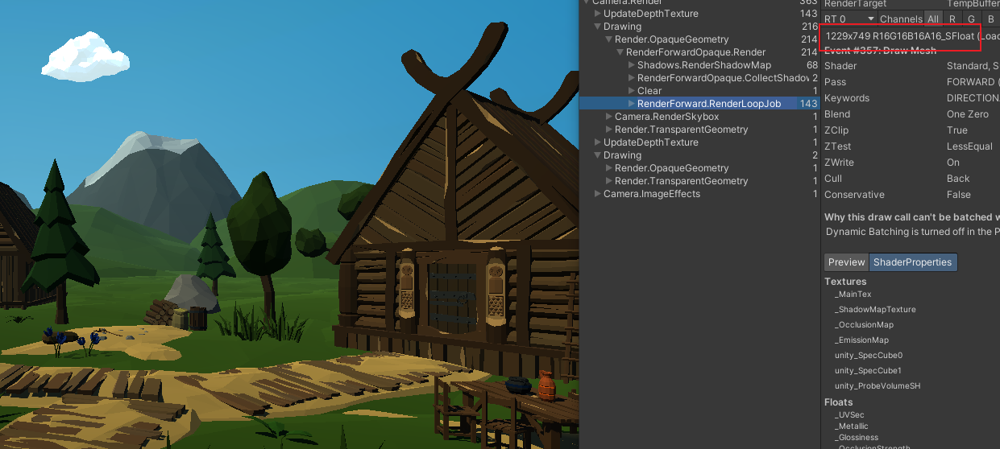 Camera.Render 363
UpdateDepthTexture 143
Drawing 216
Render.OpaqueGeometry 214
RenderForwardOpaque.Render 214
Shadows.RenderShadowMap 68
RenderForwardOpaque.CollectShadow 2
Clear 1
RenderForward.RenderLoopJob 143
Camera.RenderSkybox 1
Render.TransparentGeometry 1
UpdateDepthTexture 1
Drawing 2
Render.OpaqueGeometry 1
Render.TransparentGeometry 1
Camera.ImageEffects 1
RenderTarget TempBuffer
RT 0 Channels All R G B
1229x749 R16G16B16A16_SFloat (Load
Event #357: Draw Mesh
Shader Standard, S
Pass FORWARD (
Keywords DIRECTIONA
Blend One Zero
ZClip True
ZTest LessEqual
ZWrite On
Cull Back
Conservative False
Why this draw call can't be batched w
Dynamic Batching is turned off in the P
Preview ShaderProperties
Textures
_MainTex
_ShadowMapTexture
_OcclusionMap
_EmissionMap
unity_SpecCube0
unity_SpecCube1
unity_ProbeVolumeSH
Floats
_UVSec
_Metallic
_Glossiness
_OcclusionStrength